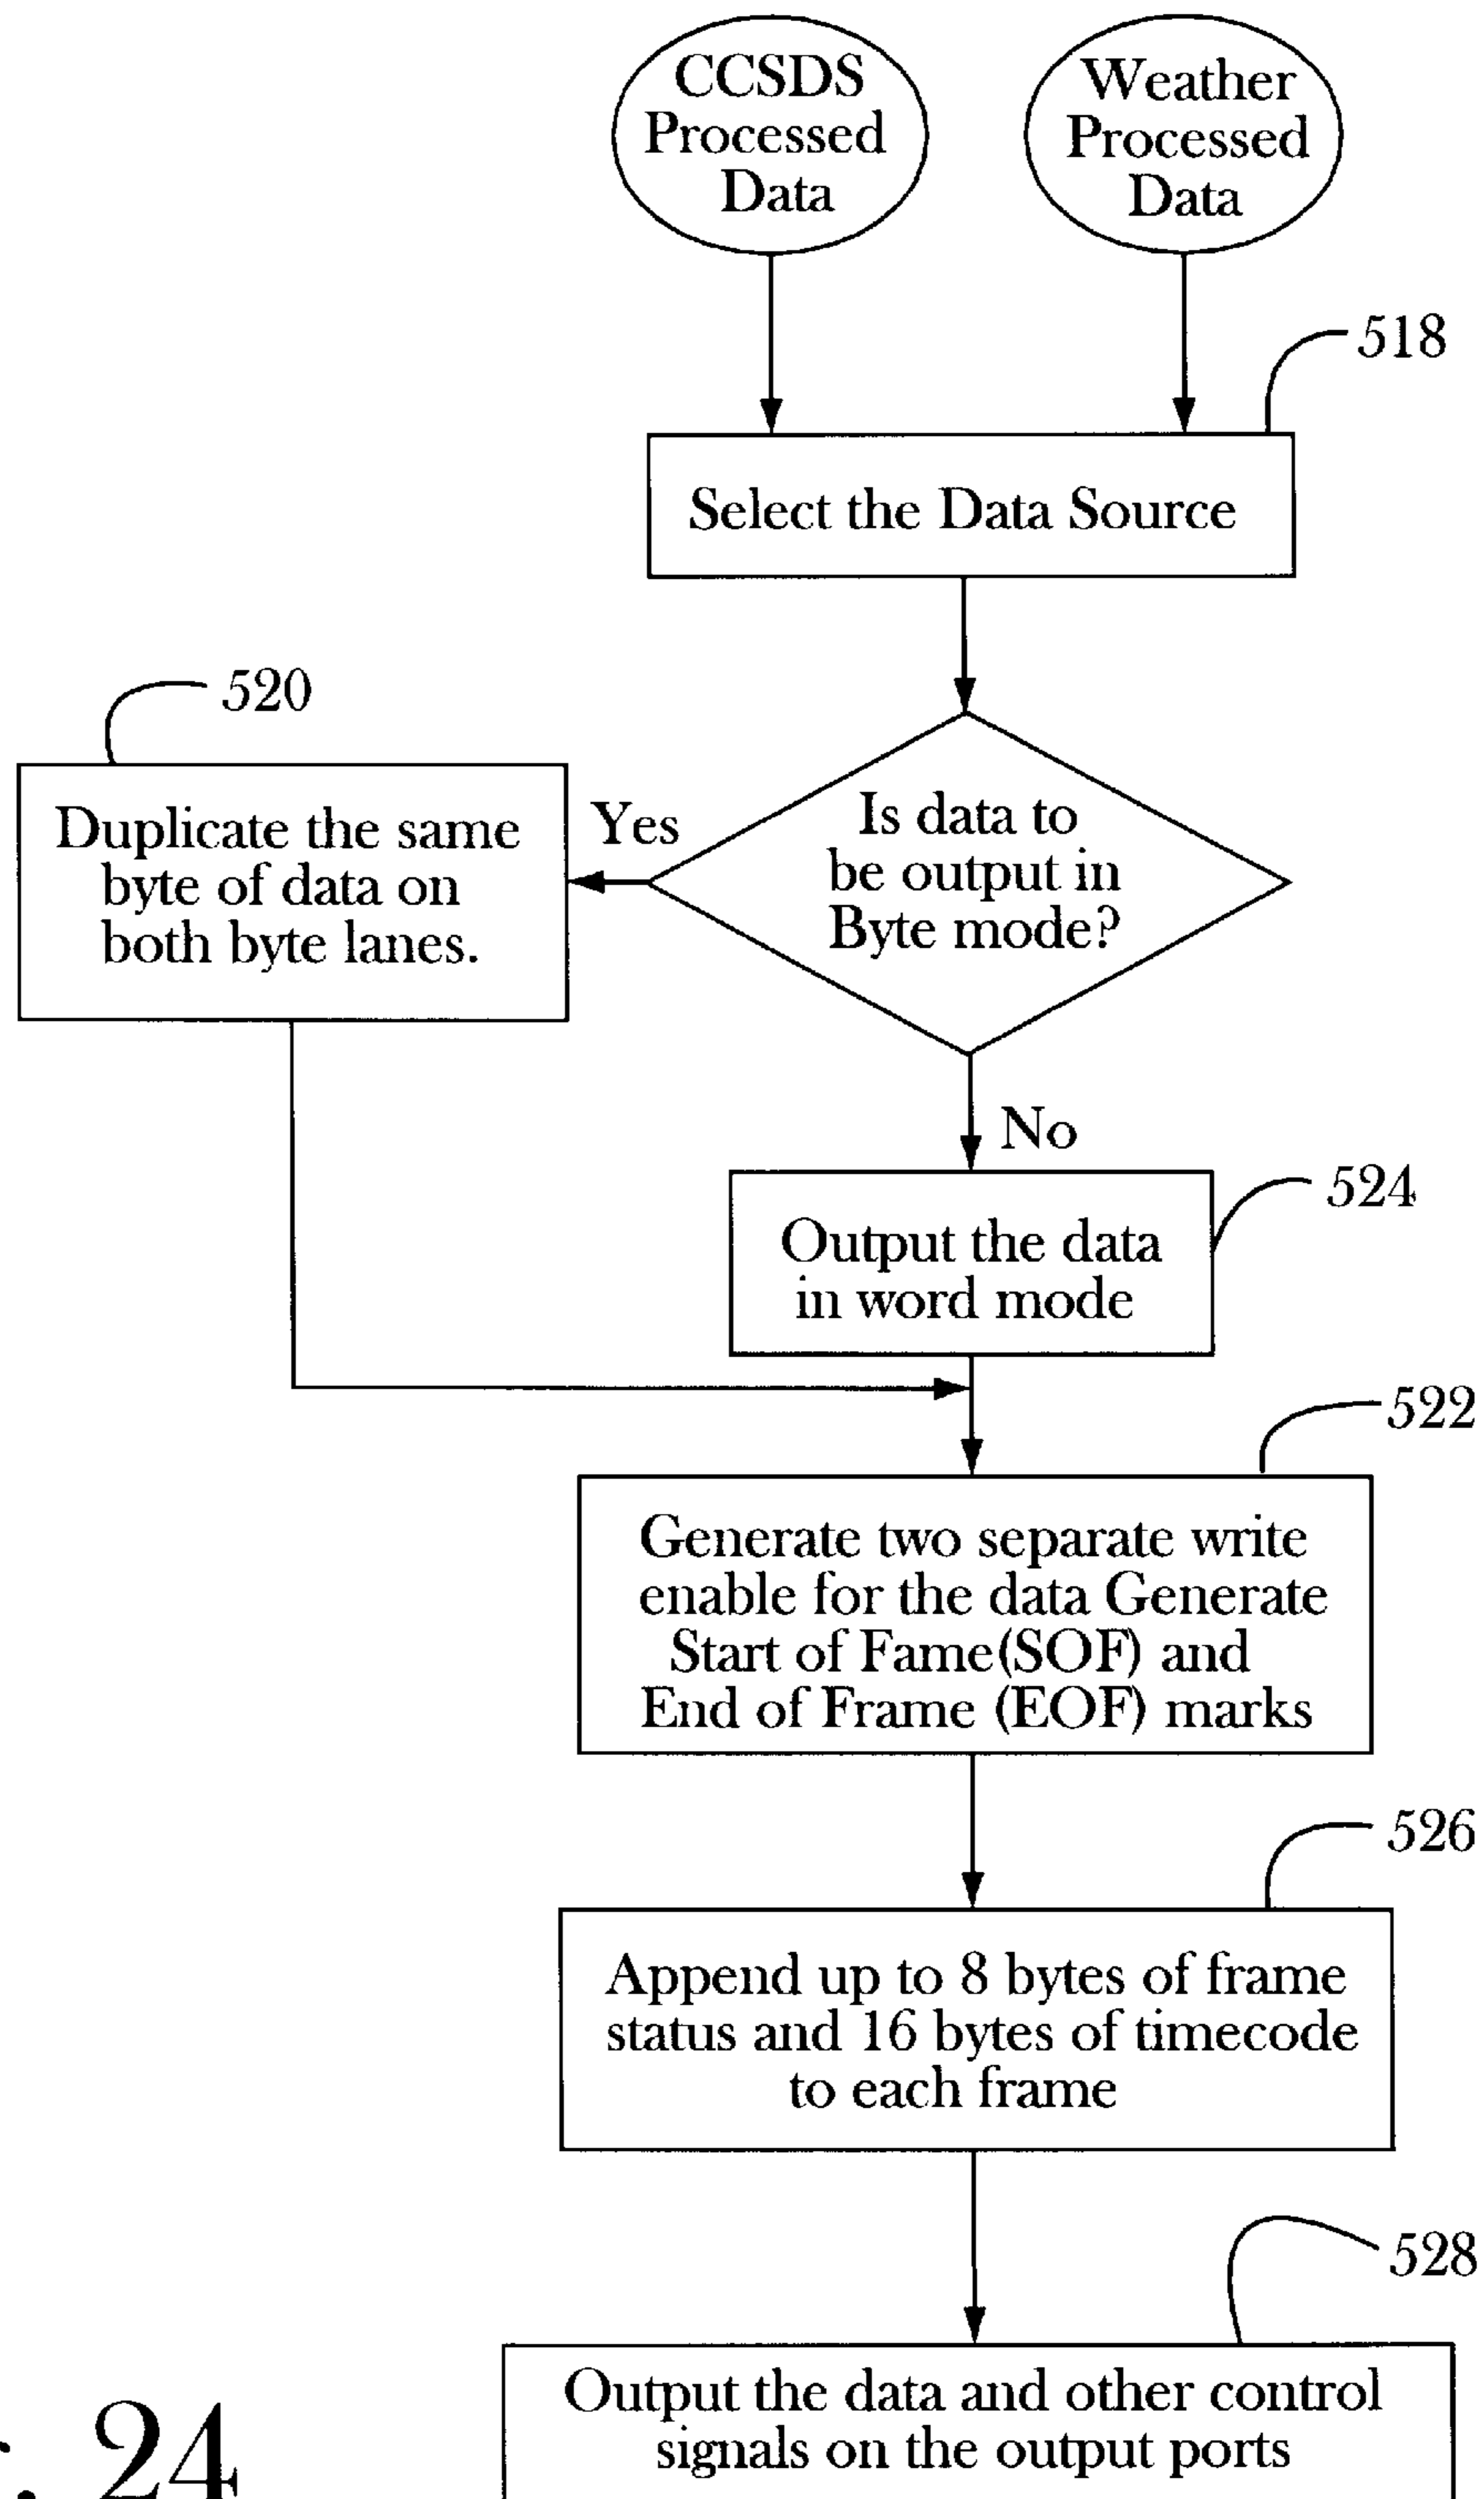 CCSDS
Processed
Data
Weather
Processed
Data
518
Select the Data Source
520
Duplicate the same
byte of data on
both byte lanes.
Yes
Is data to
be output in
Byte mode?
No
524
Output the data
in word mode
522
Generate two separate write
enable for the data Generate
Start of Fame(SOF) and
End of Frame (EOF) marks
526
Append up to 8 bytes of frame
status and 16 bytes of timecode
to each frame
528
Output the data and other control
signals on the output ports
24